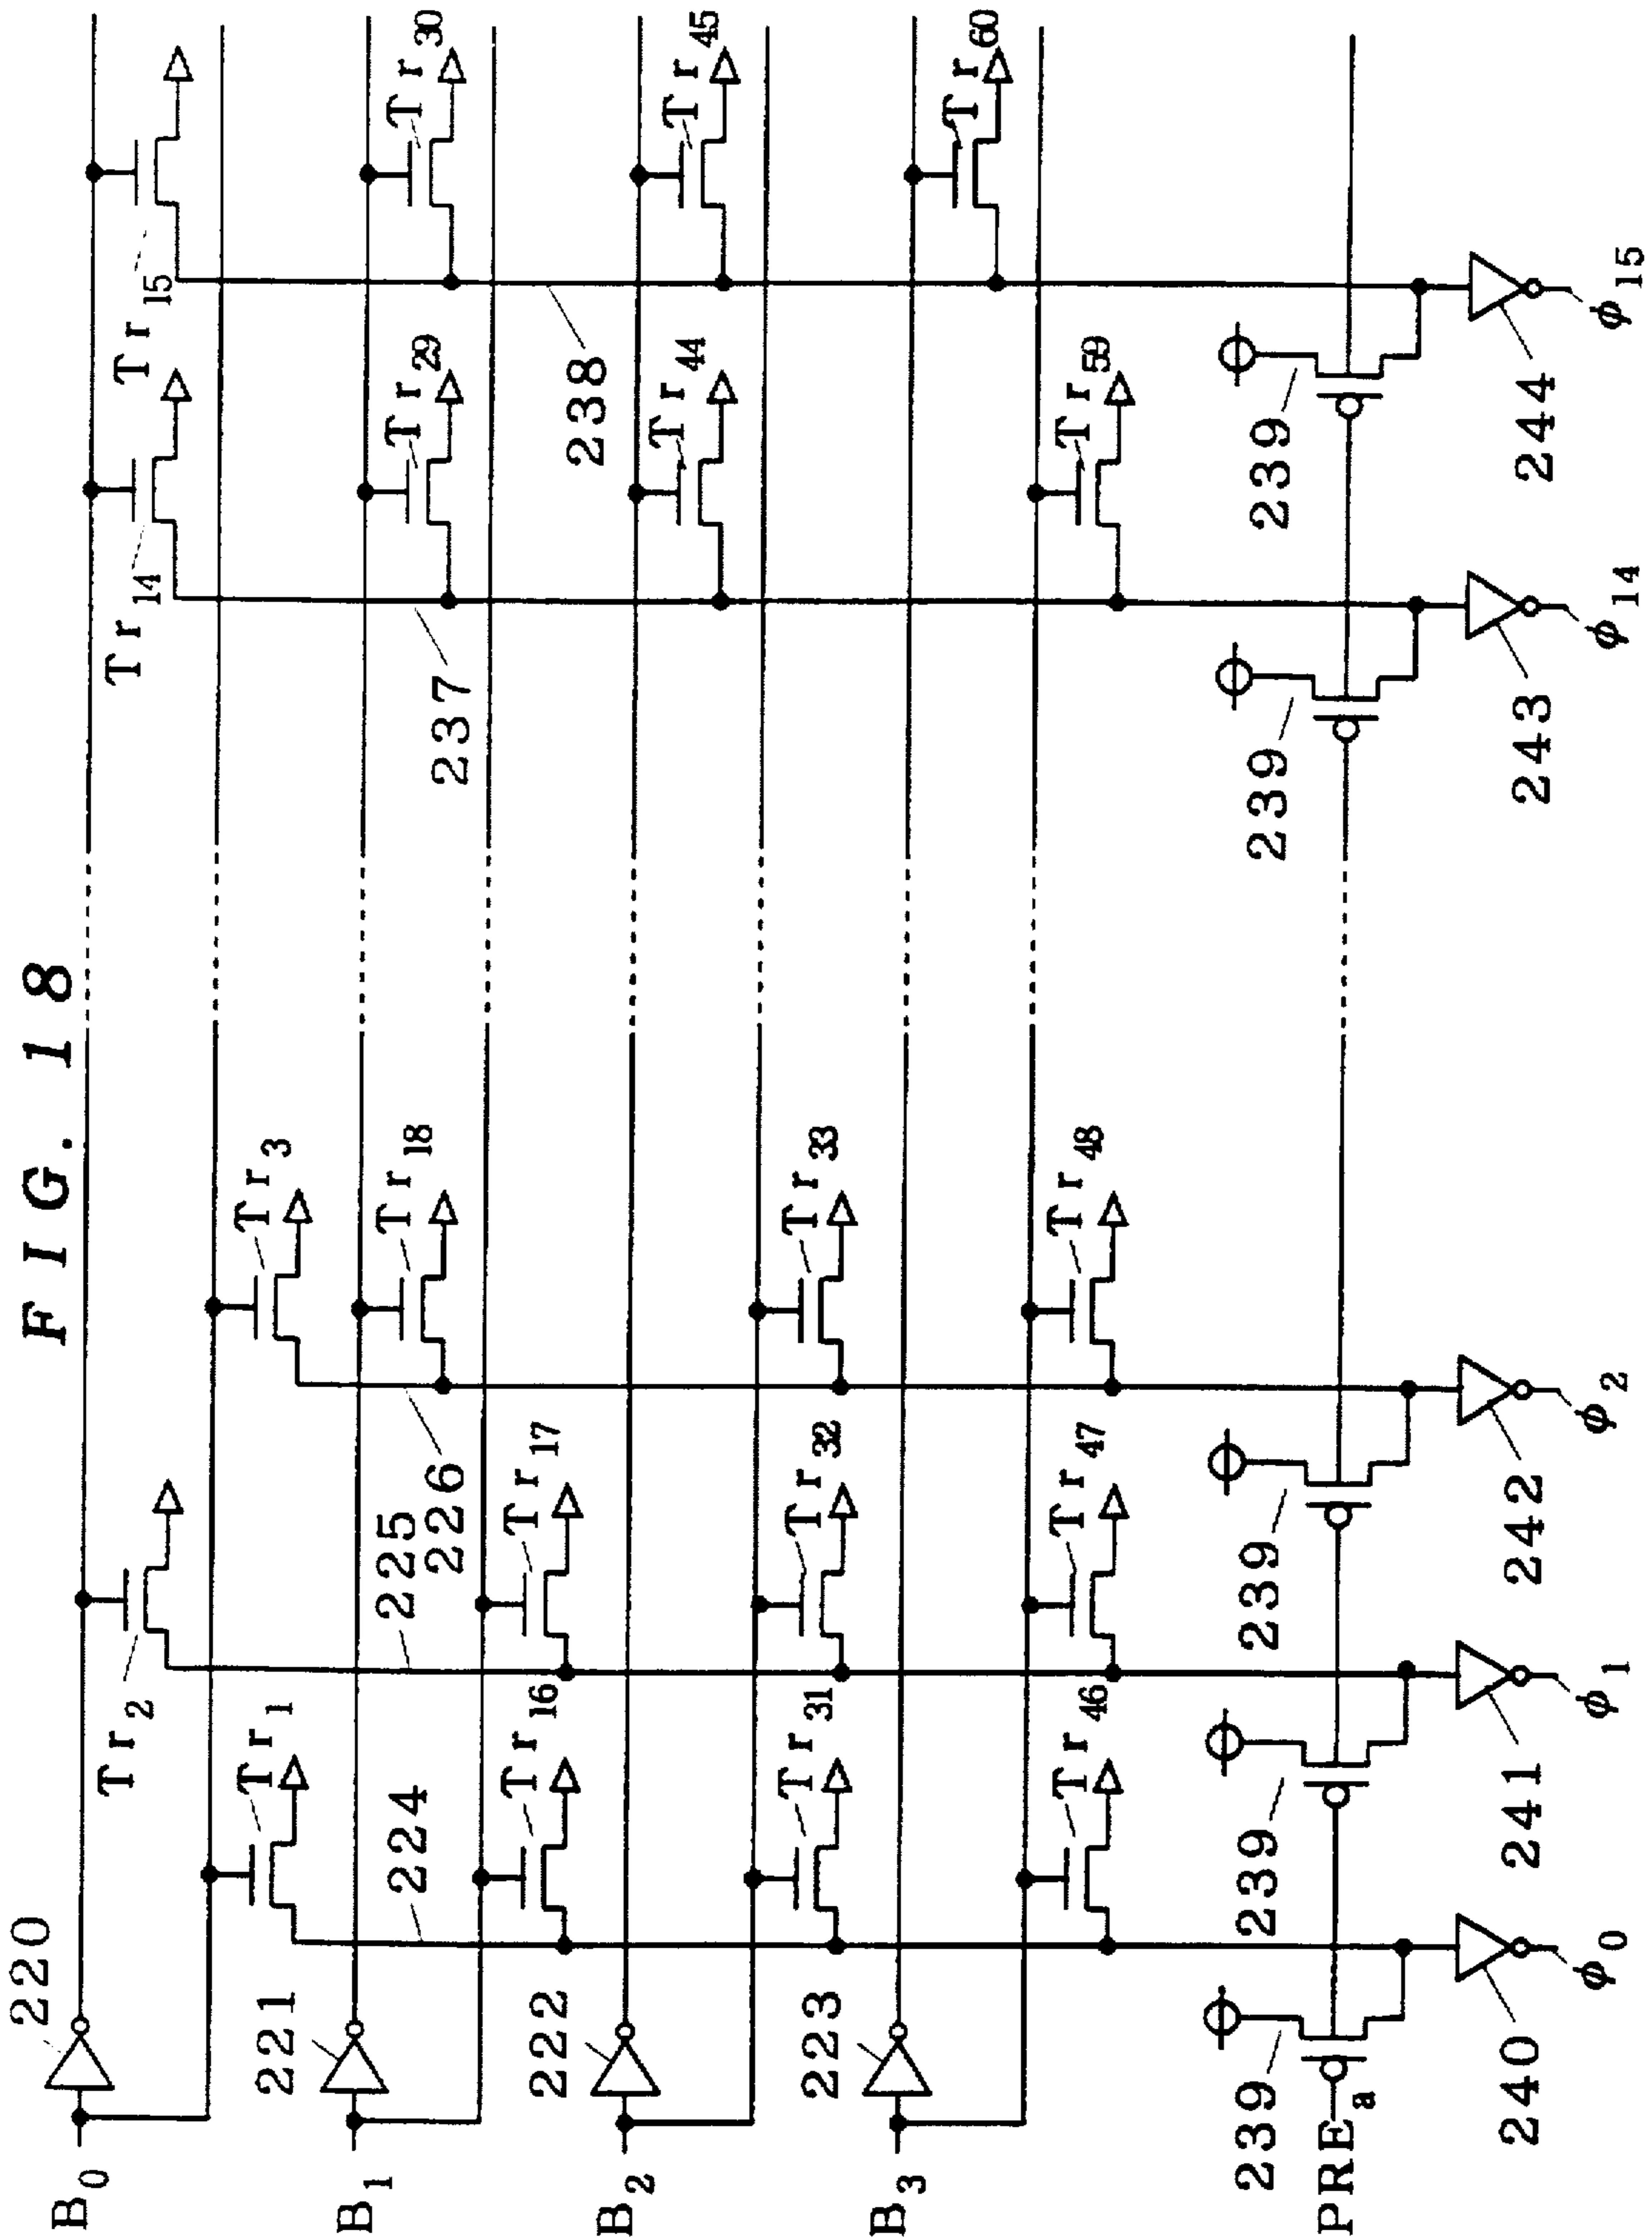 FIG. 18
B0
220
Tr1
Tr2
Tr3
Tr14
Tr15
B1
221
224
Tr16
225
226
Tr17
Tr18
237
Tr29
Tr30
B2
222
Tr31
Tr32
Tr33
Tr44
238
Tr45
B3
223
Tr46
Tr47
Tr48
Tr59
Tr60
PREa
239
239
239
239
239
240
241
242
243
244
ϕ0
ϕ1
ϕ2
ϕ14
ϕ15